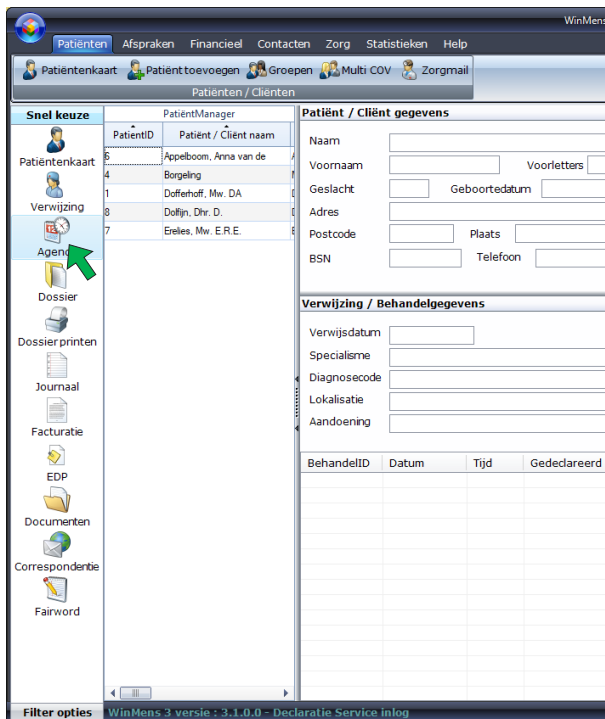 WinMens
Patiënten Afspraken Financieel Contacten Zorg Statistieken Help
Patiëntenkaart Patiënt toevoegen Groepen Multi COV Zorgmail
Patiënten / Cliënten
Snel keuze
Patiëntenkaart
Verwijzing
Agend
Dossier
Dossier printen
Journaal
Facturatie
EDP
Documenten
Correspondentie
Fairword
Filter opties
PatiëntManager
PatientID Patiënt / Cliënt naam
6 Appelboom, Anna van de
4 Borgeling
1 Dofferhoff, Mw. DA
8 Dolfijn, Dhr. D.
7 Erelies, Mw. E.R.E.
Patiënt / Cliënt gegevens
Naam
Voornaam Voorletters
Geslacht Geboortedatum
Adres
Postcode Plaats
BSN Telefoon
Verwijzing / Behandelgegevens
Verwijsdatum
Specialisme
Diagnosecode
Lokalisatie
Aandoening
BehandelID Datum Tijd Gedeclareerd
WinMens 3 versie : 3.1.0.0 - Declaratie Service inlog